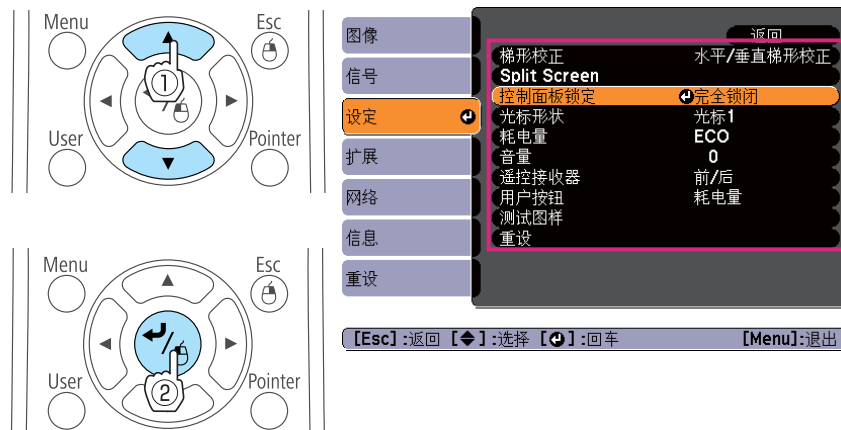 Menu
Esc
①
User
Pointer
Menu
Esc
User
Pointer
②
图像
信号
设定
扩展
网络
信息
重设
返回
梯形校正 水平/垂直梯形校正
Split Screen
控制面板锁定 完全锁闭
光标形状 光标1
耗电量 ECO
音量 0
遥控接收器 前/后
用户按钮 耗电量
测试图样
重设
[Esc]:返回 [◆]:选择 [⏎]:回车 [Menu]:退出